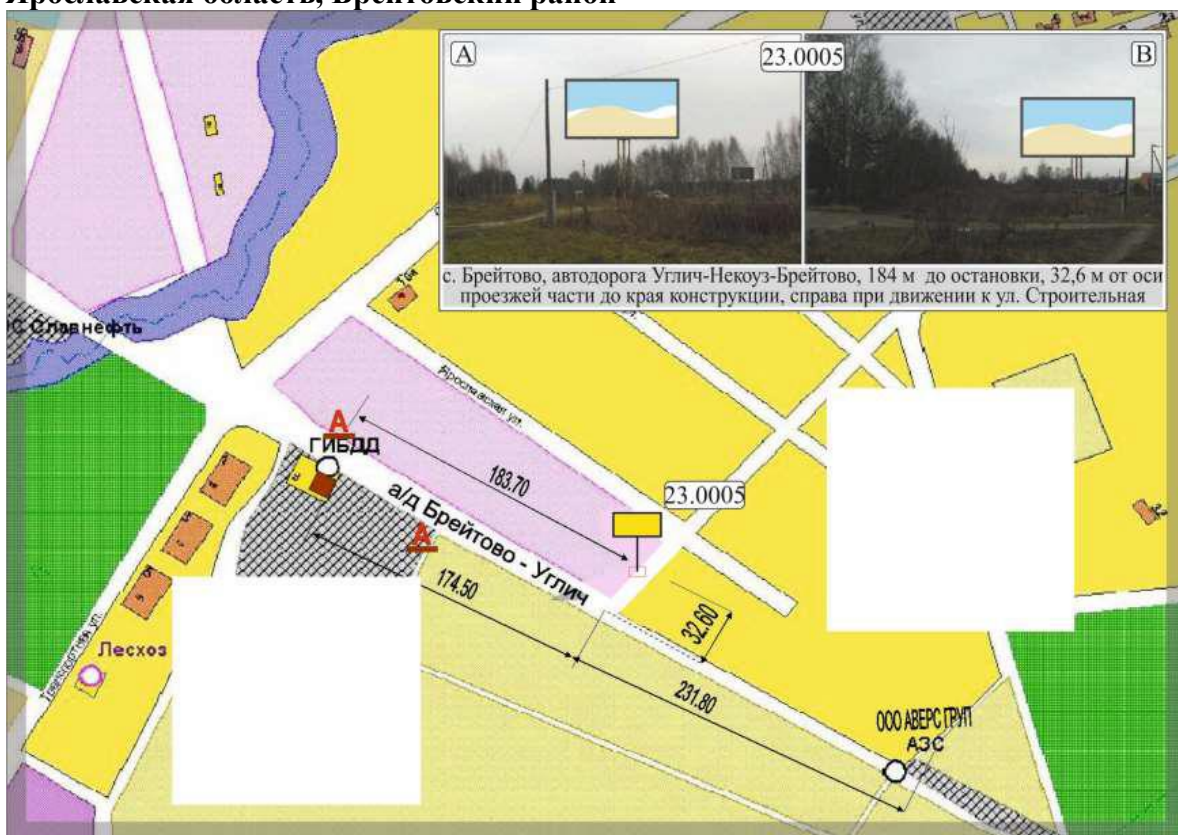 Ярославская область, Брейтовский район
A
23.0005
B
с. Брейтово, автодорога Углич-Некоуз-Брейтово, 184 м до остановки, 32,6 м от оси
проезжей части до края конструкции, справа при движении к ул. Строительная
С Славнефть
Ярославская ул.
А
ГИБДД
183.70
23.0005
а/д Брейтово - Углич
А
174.50
32.60
Лесхоз
Транспортная ул.
231.80
ООО АВЕРС ГРУП
АЗС